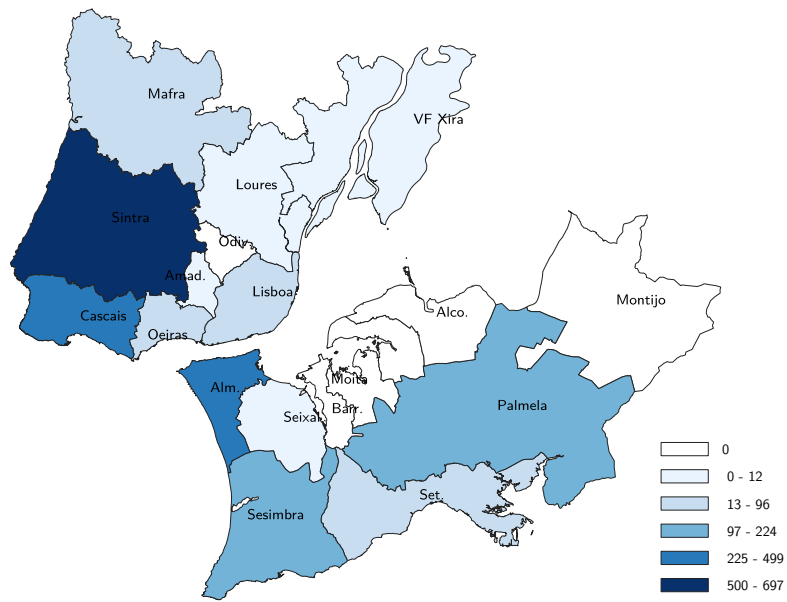 Mafra
VF Xira
Loures
Sintra
Odiv.
Amad.
Lisboa
Montijo
Cascais
Alco.
Oeiras
Moita
Alm.
Barr.
Palmela
Seixal
Set.
Sesimbra
0
0 - 12
13 - 96
97 - 224
225 - 499
500 - 697